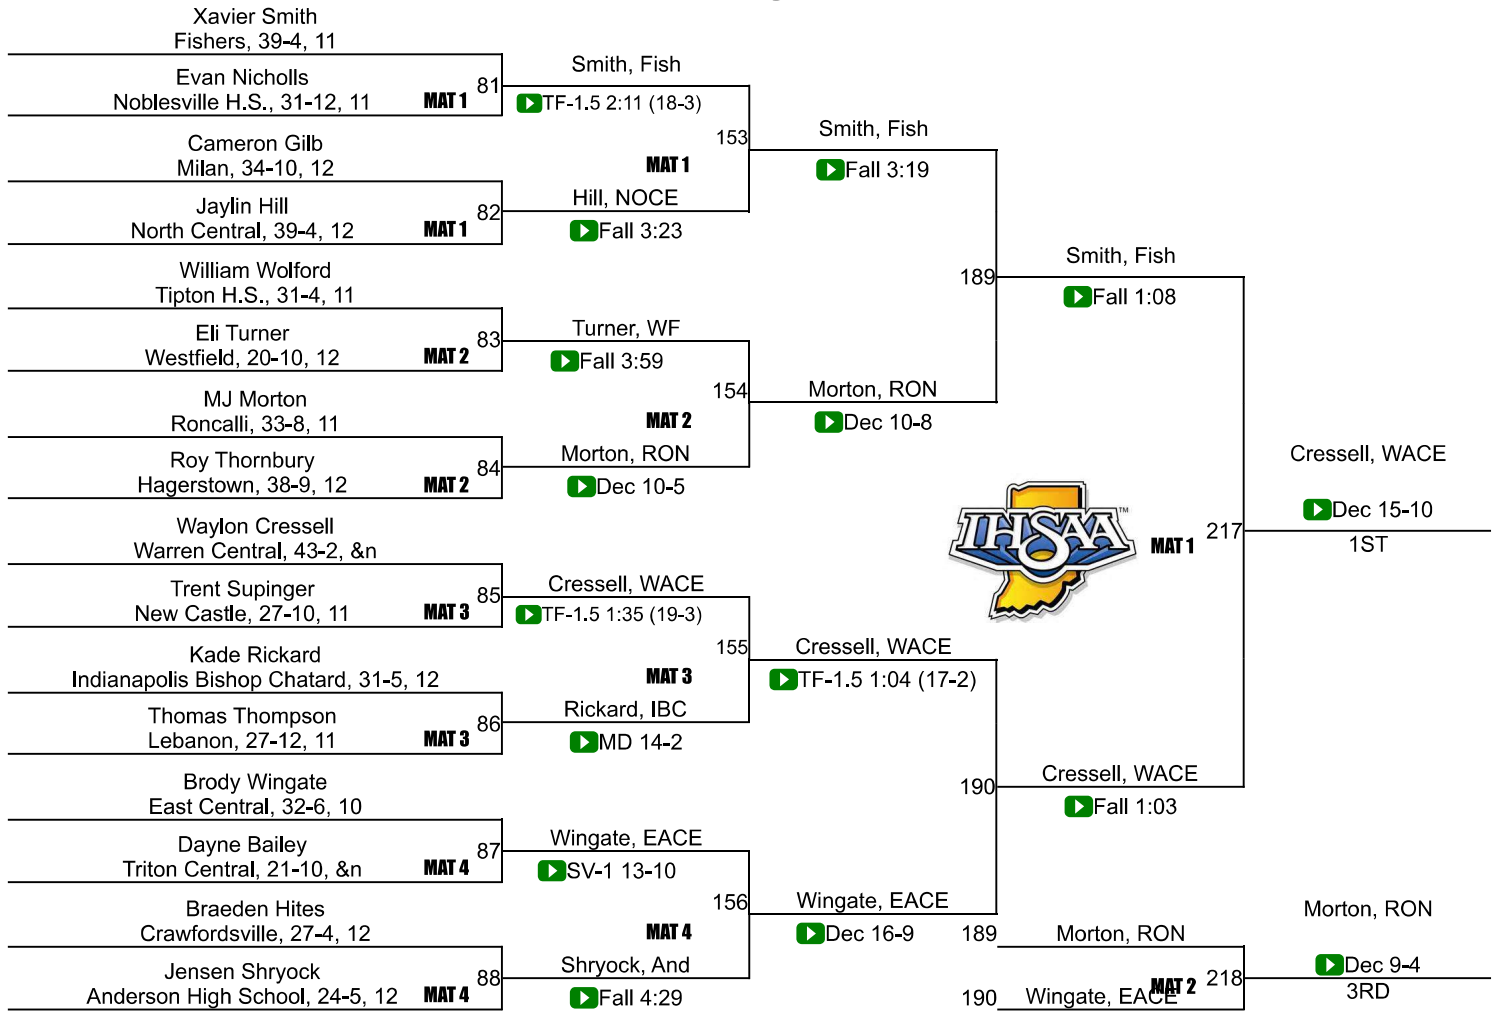 Xavier Smith
Fishers, 39-4, 11
Evan Nicholls
Noblesville H.S., 31-12, 11
MAT 1
81
Cameron Gilb
Milan, 34-10, 12
Jaylin Hill
North Central, 39-4, 12
MAT 1
82
William Wolford
Tipton H.S., 31-4, 11
Eli Turner
Westfield, 20-10, 12
MAT 2
83
MJ Morton
Roncalli, 33-8, 11
Roy Thornbury
Hagerstown, 38-9, 12
MAT 2
84
Waylon Cressell
Warren Central, 43-2, &n
Trent Supinger
New Castle, 27-10, 11
MAT 3
85
Kade Rickard
Indianapolis Bishop Chatard, 31-5, 12
Thomas Thompson
Lebanon, 27-12, 11
MAT 3
86
Brody Wingate
East Central, 32-6, 10
Dayne Bailey
Triton Central, 21-10, &n
MAT 4
87
Braeden Hites
Crawfordsville, 27-4, 12
Jensen Shryock
Anderson High School, 24-5, 12
MAT 4
88
Smith, Fish
TF-1.5 2:11 (18-3)
153
MAT 1
Hill, NOCE
Fall 3:23
Turner, WF
Fall 3:59
154
MAT 2
Morton, RON
Dec 10-5
Cressell, WACE
TF-1.5 1:35 (19-3)
155
MAT 3
Rickard, IBC
MD 14-2
Wingate, EACE
SV-1 13-10
156
MAT 4
Shryock, And
Fall 4:29
Smith, Fish
Fall 3:19
189
Morton, RON
Dec 10-8
Cressell, WACE
TF-1.5 1:04 (17-2)
190
Wingate, EACE
Dec 16-9
Smith, Fish
Fall 1:08
IHSAA™
MAT 1
217
Cressell, WACE
Fall 1:03
Cressell, WACE
Dec 15-10
1ST
189
Morton, RON
190
Wingate, EACE
MAT 2
218
Morton, RON
Dec 9-4
3RD